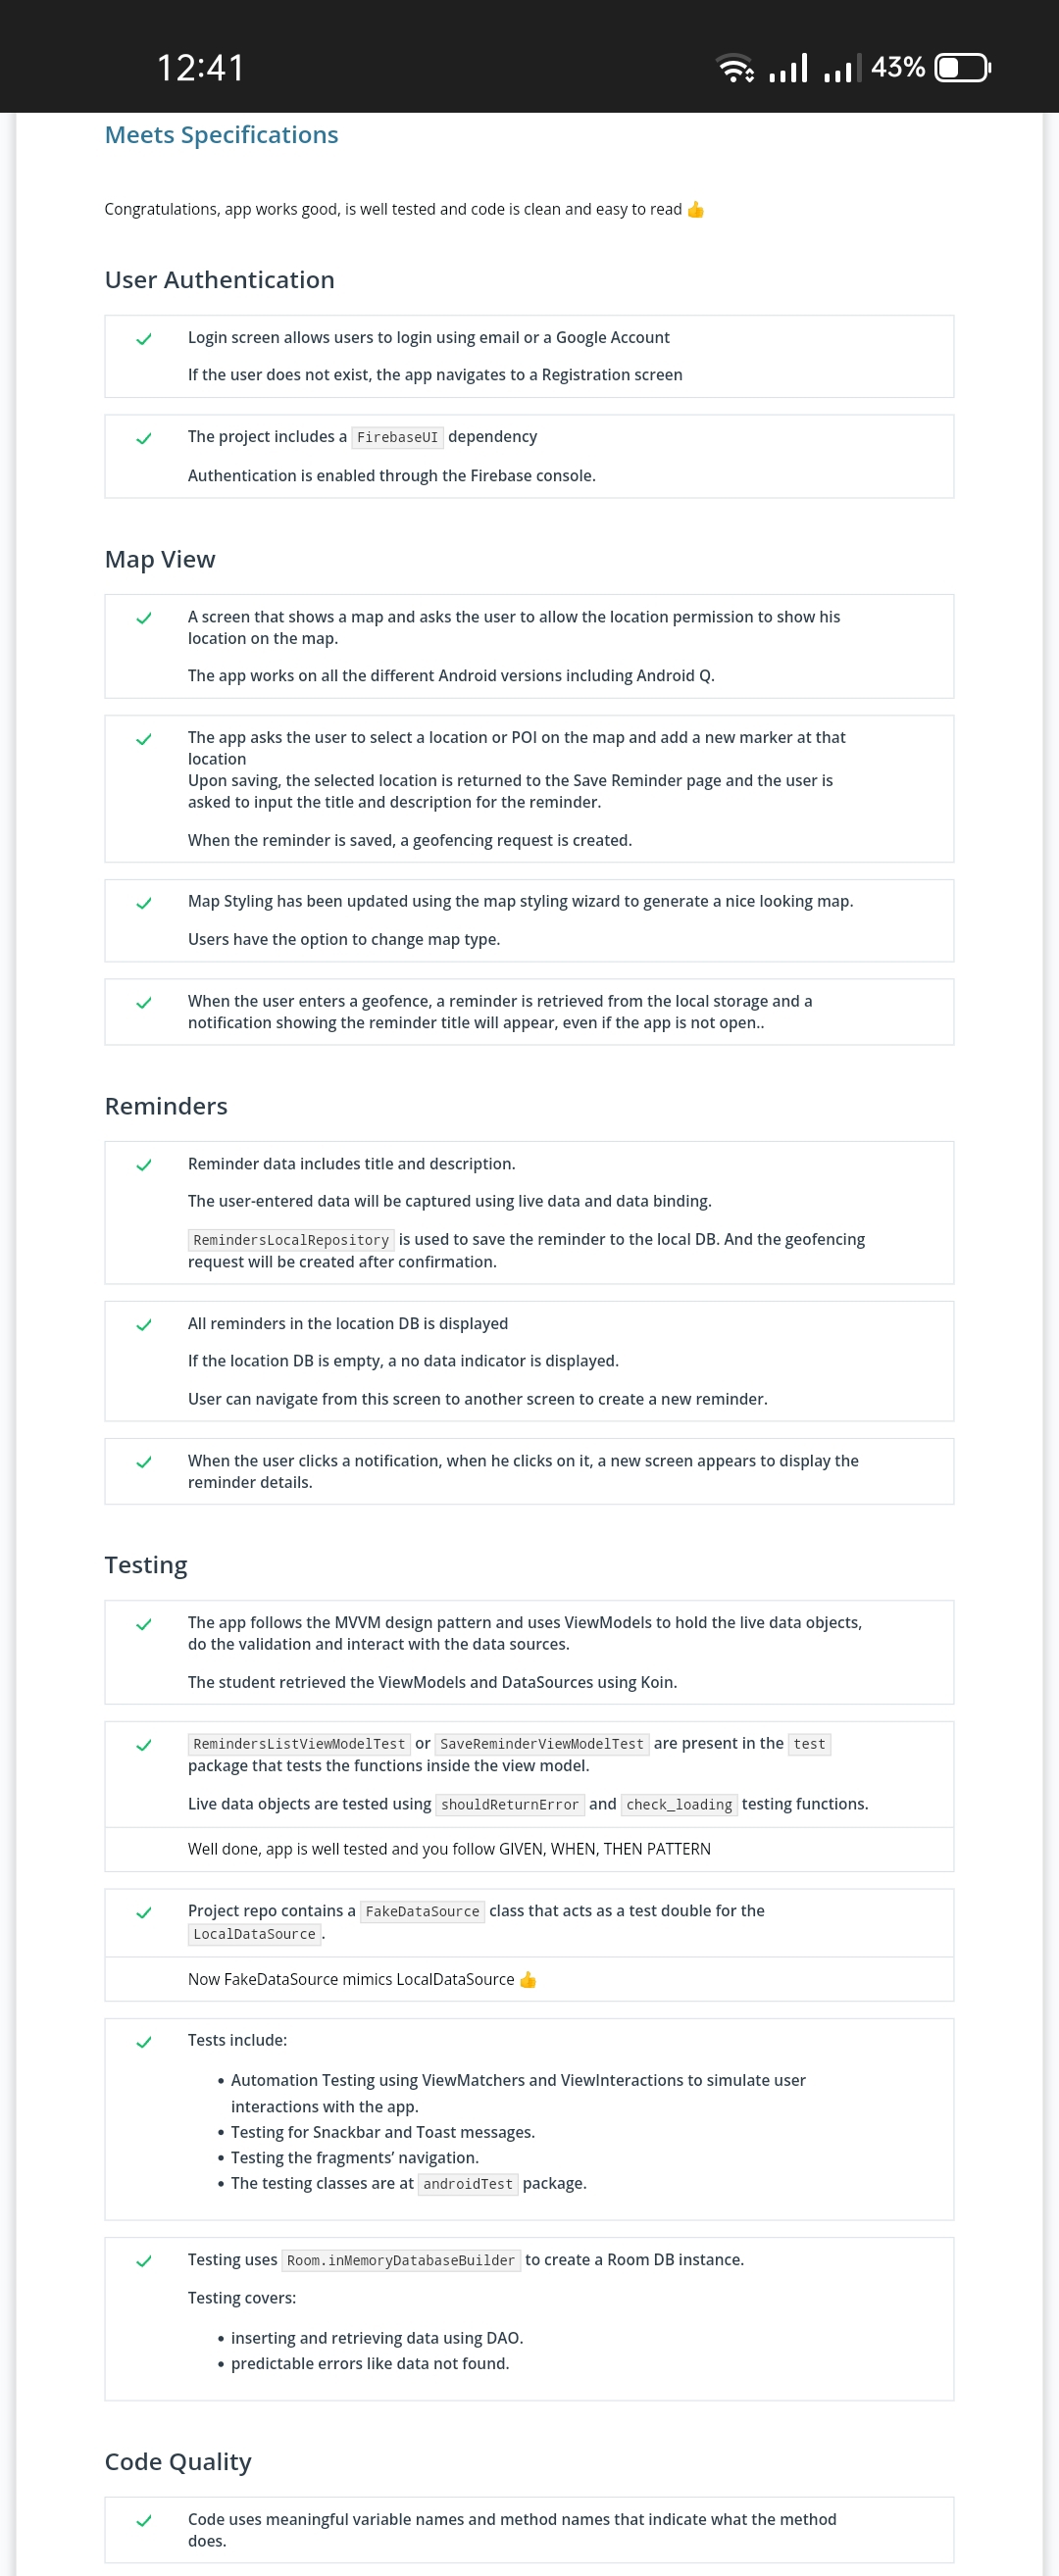 12:41
43%
Meets Specifications
Congratulations, app works good, is well tested and code is clean and easy to read 👍
User Authentication
Login screen allows users to login using email or a Google Account
If the user does not exist, the app navigates to a Registration screen
The project includes a FirebaseUI dependency
Authentication is enabled through the Firebase console.
Map View
A screen that shows a map and asks the user to allow the location permission to show his
location on the map.
The app works on all the different Android versions including Android Q.
The app asks the user to select a location or POI on the map and add a new marker at that
location
Upon saving, the selected location is returned to the Save Reminder page and the user is
asked to input the title and description for the reminder.
When the reminder is saved, a geofencing request is created.
Map Styling has been updated using the map styling wizard to generate a nice looking map.
Users have the option to change map type.
When the user enters a geofence, a reminder is retrieved from the local storage and a
notification showing the reminder title will appear, even if the app is not open..
Reminders
Reminder data includes title and description.
The user-entered data will be captured using live data and data binding.
RemindersLocalRepository is used to save the reminder to the local DB. And the geofencing
request will be created after confirmation.
All reminders in the location DB is displayed
If the location DB is empty, a no data indicator is displayed.
User can navigate from this screen to another screen to create a new reminder.
When the user clicks a notification, when he clicks on it, a new screen appears to display the
reminder details.
Testing
The app follows the MVVM design pattern and uses ViewModels to hold the live data objects,
do the validation and interact with the data sources.
The student retrieved the ViewModels and DataSources using Koin.
RemindersListViewModelTest or SaveReminderViewModelTest are present in the test
package that tests the functions inside the view model.
Live data objects are tested using shouldReturnError and check_loading testing functions.
Well done, app is well tested and you follow GIVEN, WHEN, THEN PATTERN
Project repo contains a FakeDataSource class that acts as a test double for the
LocalDataSource.
Now FakeDataSource mimics LocalDataSource 👍
Tests include:
• Automation Testing using ViewMatchers and ViewInteractions to simulate user
interactions with the app.
• Testing for Snackbar and Toast messages.
• Testing the fragments’ navigation.
• The testing classes are at androidTest package.
Testing uses Room.inMemoryDatabaseBuilder to create a Room DB instance.
Testing covers:
• inserting and retrieving data using DAO.
• predictable errors like data not found.
Code Quality
Code uses meaningful variable names and method names that indicate what the method
does.